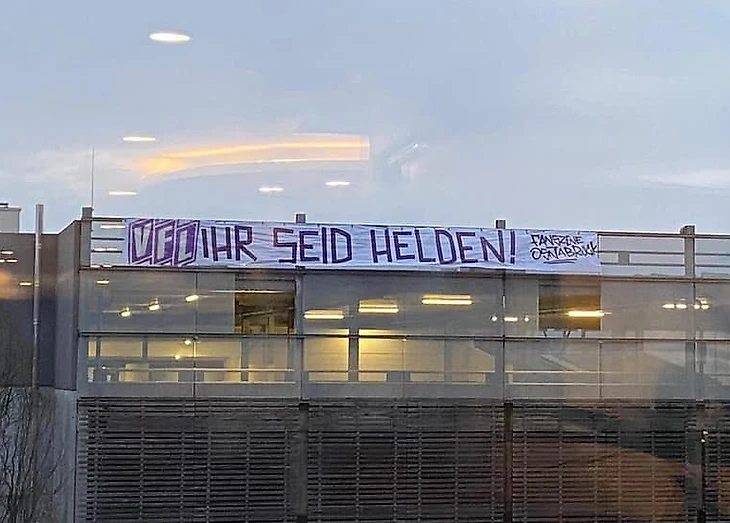 VFL IHR SEID HELDEN!
FANSZENE
OSNABRÜCK